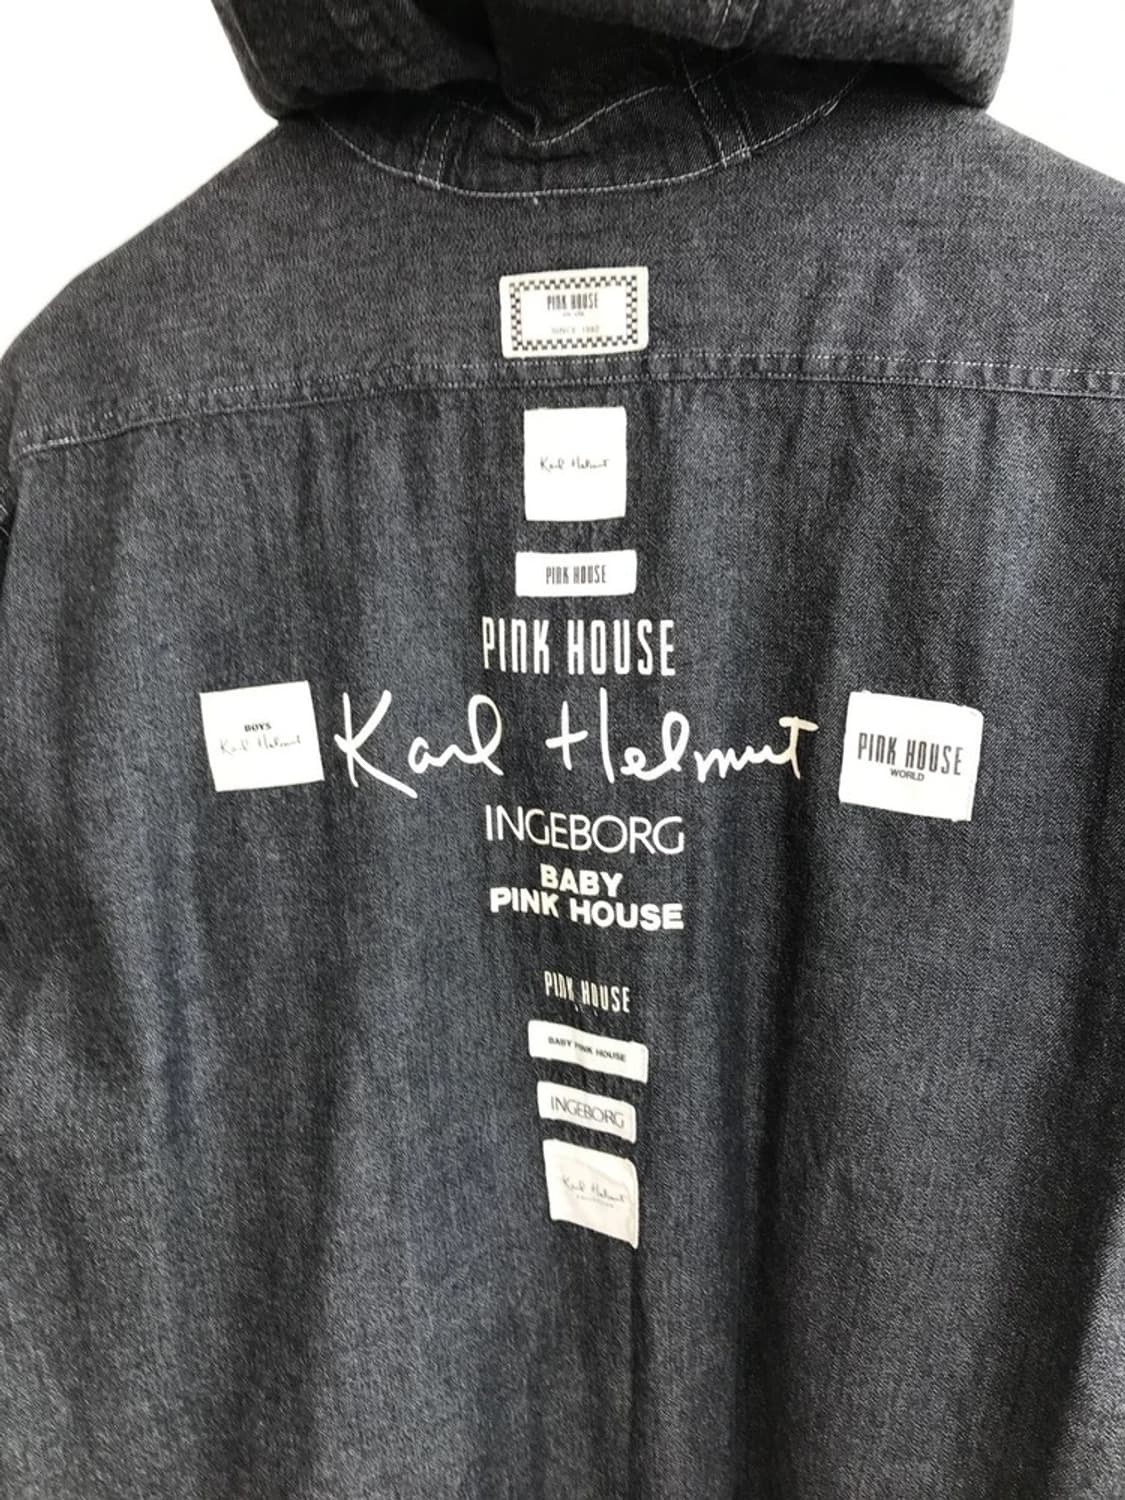 PINK HOUSE
SINCE 1982
Karl Helmut
PINK HOUSE
PINK HOUSE
BOYS
Karl Helmut
Karl Helmut
PINK HOUSE
WORLD
INGEBORG
BABY
PINK HOUSE
PINK HOUSE
BABY PINK HOUSE
INGEBORG
Karl Helmut